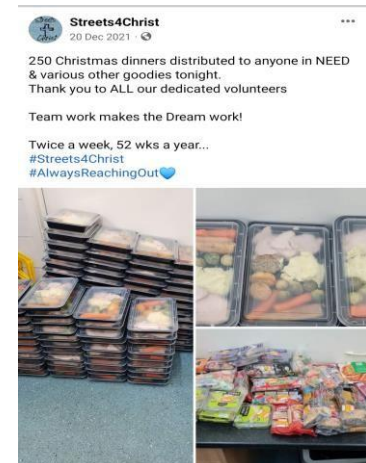 Streets4Christ
20 Dec 2021 ·
250 Christmas dinners distributed to anyone in NEED
& various other goodies tonight.
Thank you to ALL our dedicated volunteers
Team work makes the Dream work!
Twice a week, 52 wks a year...
#Streets4Christ
#AlwaysReachingOut